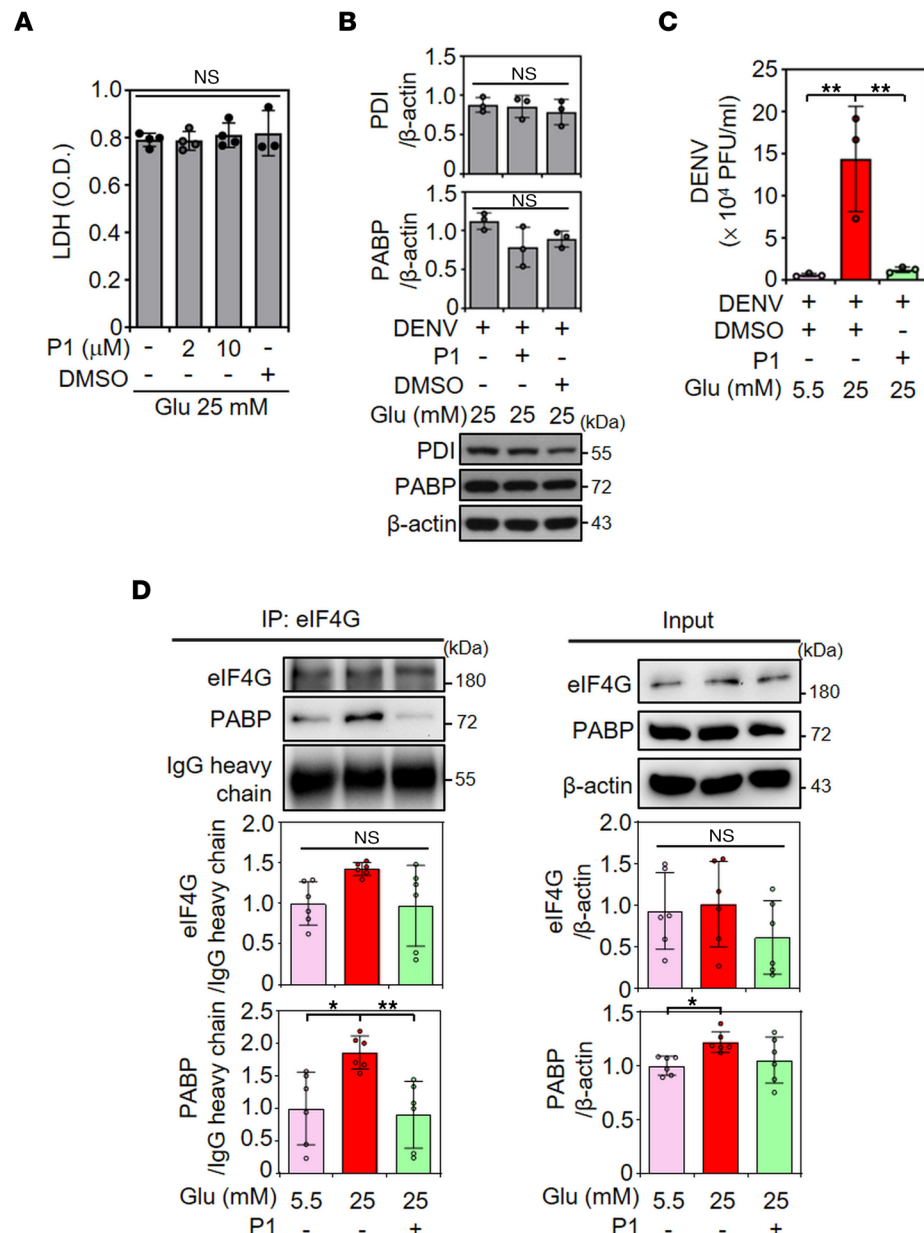 A
NS
LDH (O.D.)
1.0
0.8
0.6
0.4
0.2
0
P1 (μM) - 2 10 -
DMSO - - - +
Glu 25 mM
B
PDI
/β-actin
1.5
1.0
0.5
0
NS
PABP
/β-actin
1.5
1.0
0.5
0
NS
DENV + + +
P1 - + -
DMSO - - +
Glu (mM) 25 25 25 (kDa)
PDI 55
PABP 72
β-actin 43
C
DENV
(× 10⁴ PFU/ml)
25
20
15
10
5
0
** **
DENV + + +
DMSO + + -
P1 - - +
Glu (mM) 5.5 25 25
D
IP: eIF4G
(kDa)
eIF4G 180
PABP 72
IgG heavy
chain 55
eIF4G
/IgG heavy chain
2.0
1.5
1.0
0.5
0
NS
PABP
/IgG heavy chain
2.5
2.0
1.5
1.0
0.5
0
* **
Glu (mM) 5.5 25 25
P1 - - +
Input
(kDa)
eIF4G 180
PABP 72
β-actin 43
eIF4G
/β-actin
2.0
1.5
1.0
0.5
0
NS
PABP
/β-actin
1.5
1.0
0.5
0
*
Glu (mM) 5.5 25 25
P1 - - +